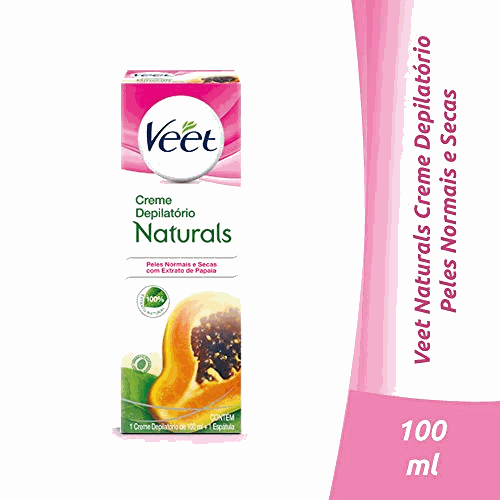 Veet
Creme
Depilatório
Naturals
Peles Normais e Secas
com Extrato de Papaia
100%
CONTÉM
1 Creme Depilatório de 100 ml + 1 Espátula
Veet Naturals Creme Depilatório
Peles Normais e Secas
100
ml